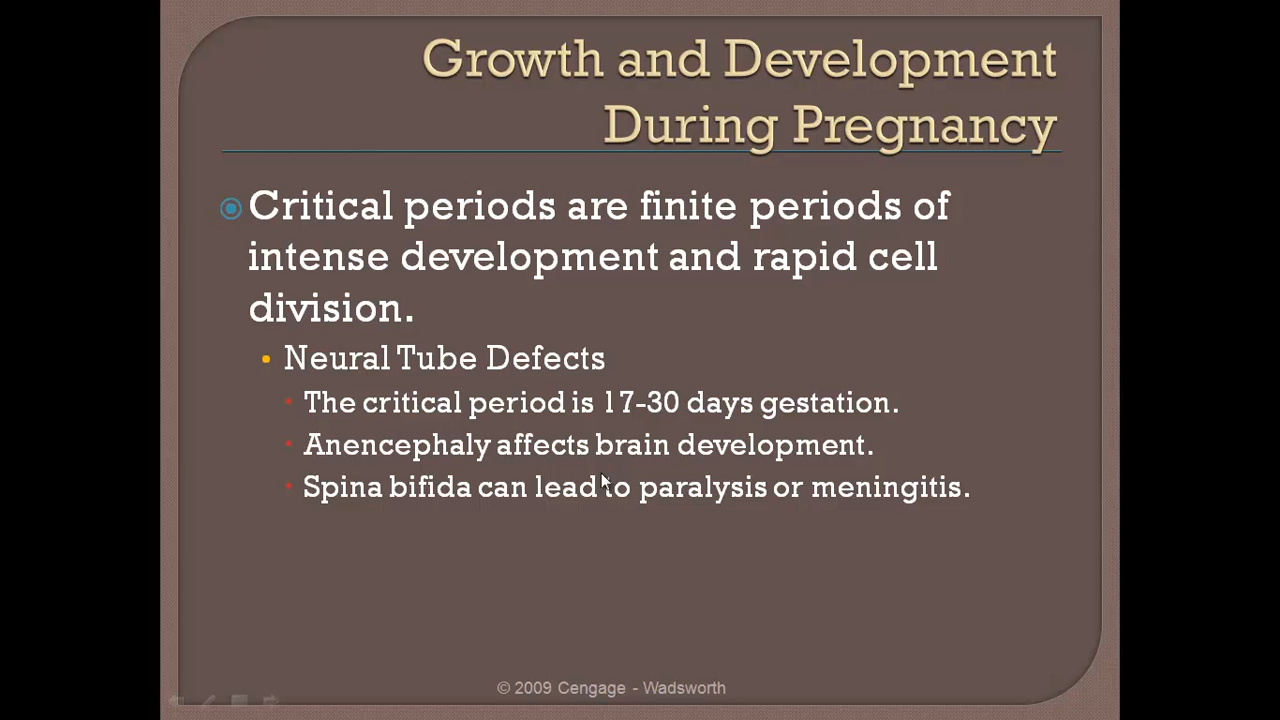 Growth and Development
During Pregnancy
Critical periods are finite periods of
intense development and rapid cell
division.
Neural Tube Defects
The critical period is 17-30 days gestation.
Anencephaly affects brain development.
Spina bifida can lead to paralysis or meningitis.
© 2009 Cengage - Wadsworth